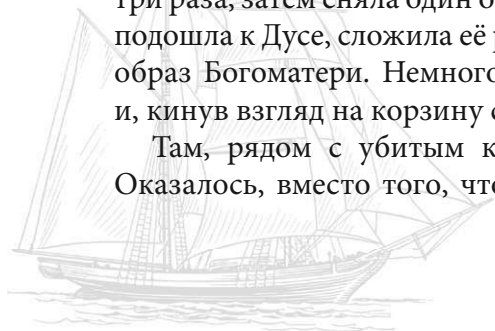 три раза, затем сняла один о
подошла к Дусе, сложила её р
образ Богоматери. Немного
и, кинув взгляд на корзину с
Там, рядом с убитым к
Оказалось, вместо того, что